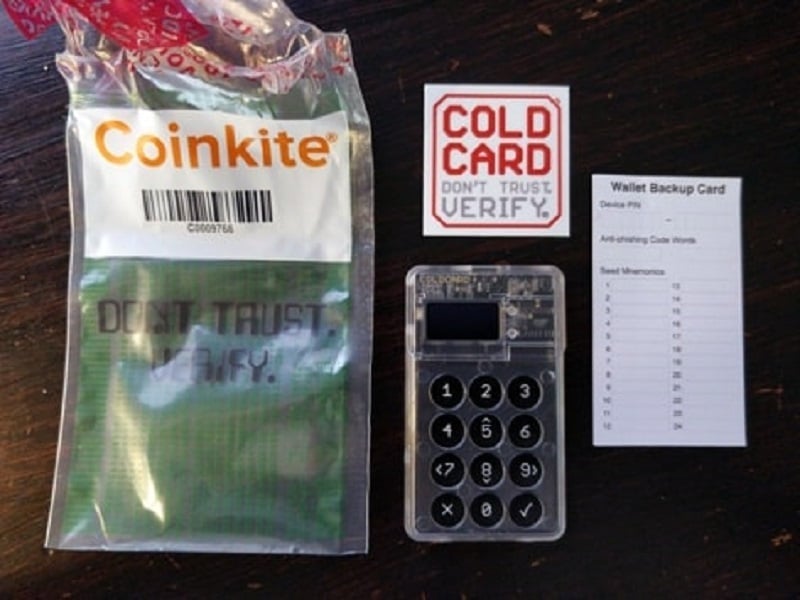 Coinkite®
C0009766
DON'T TRUST.
VERIFY.
COLD
CARD
DON'T TRUST.
VERIFY.
COLDCARD
1 2 3
4 5 6
<7 8 9>
X 0 ✓
Wallet Backup Card
Device PIN
–
Anti-phishing Code Words
Seed Mnemonics
1 13
2 14
3 15
4 16
5 17
6 18
7 19
8 20
9 21
10 22
11 23
12 24